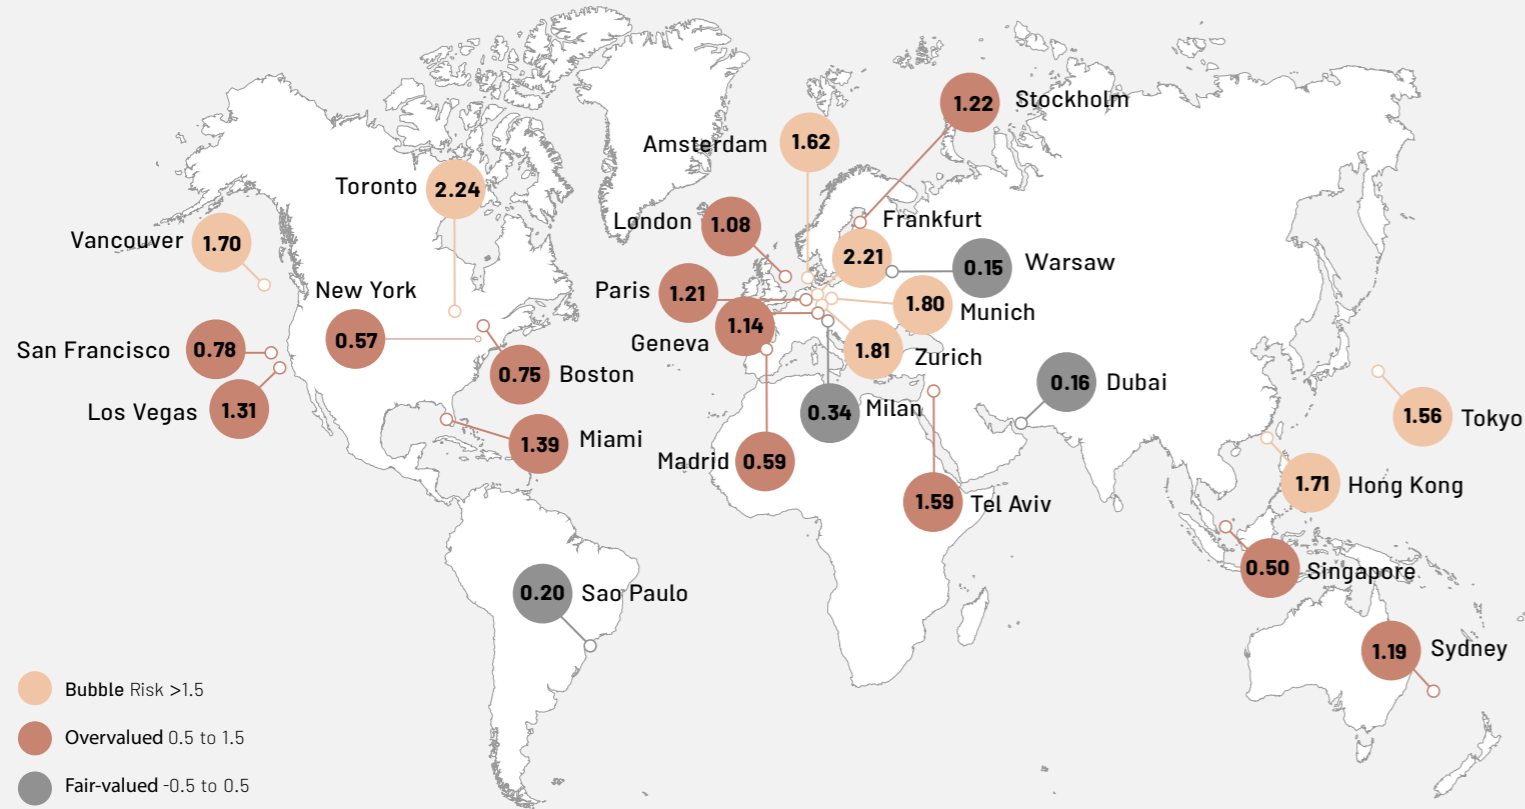 1.22 Stockholm
Amsterdam 1.62
Toronto 2.24
London 1.08
Frankfurt
2.21
Vancouver 1.70
0.15 Warsaw
Paris 1.21
New York
0.57
1.80 Munich
Geneva 1.14
San Francisco 0.78
1.81 Zurich
0.75 Boston
Los Vegas 1.31
0.16 Dubai
0.34 Milan
1.56 Tokyo
1.39 Miami
Madrid 0.59
1.71 Hong Kong
1.59 Tel Aviv
0.50 Singapore
0.20 Sao Paulo
1.19 Sydney
Bubble Risk >1.5
Overvalued 0.5 to 1.5
Fair-valued -0.5 to 0.5